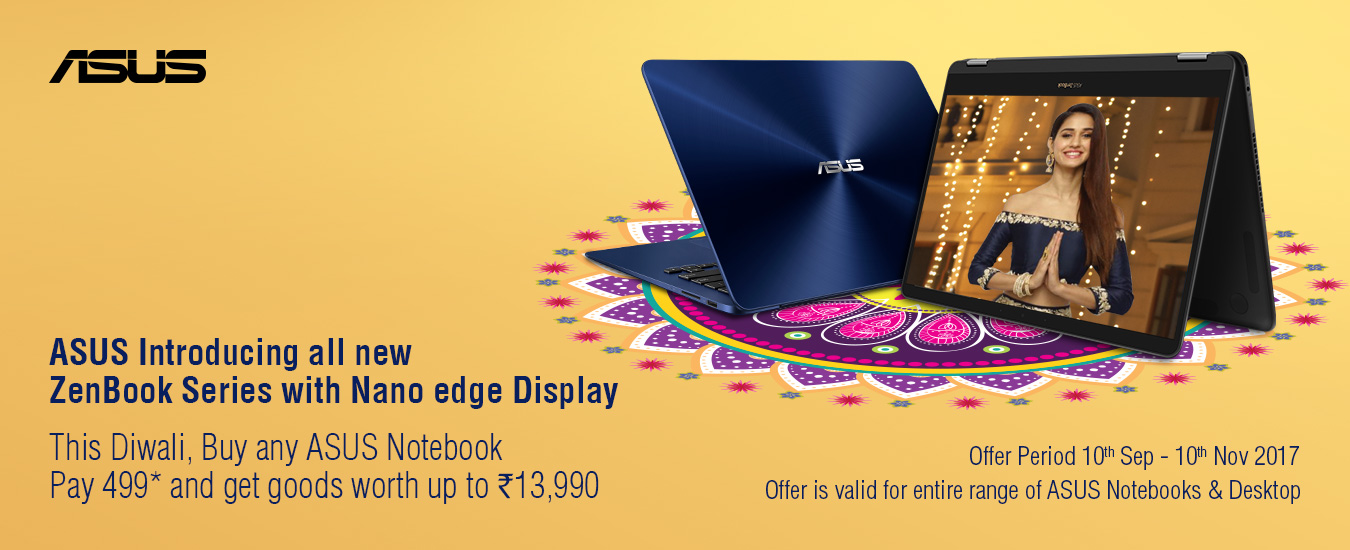 ASUS
ASUS
ASUS Introducing all new
ZenBook Series with Nano edge Display
This Diwali, Buy any ASUS Notebook
Pay 499* and get goods worth up to ₹13,990
Offer Period 10th Sep - 10th Nov 2017
Offer is valid for entire range of ASUS Notebooks & Desktop